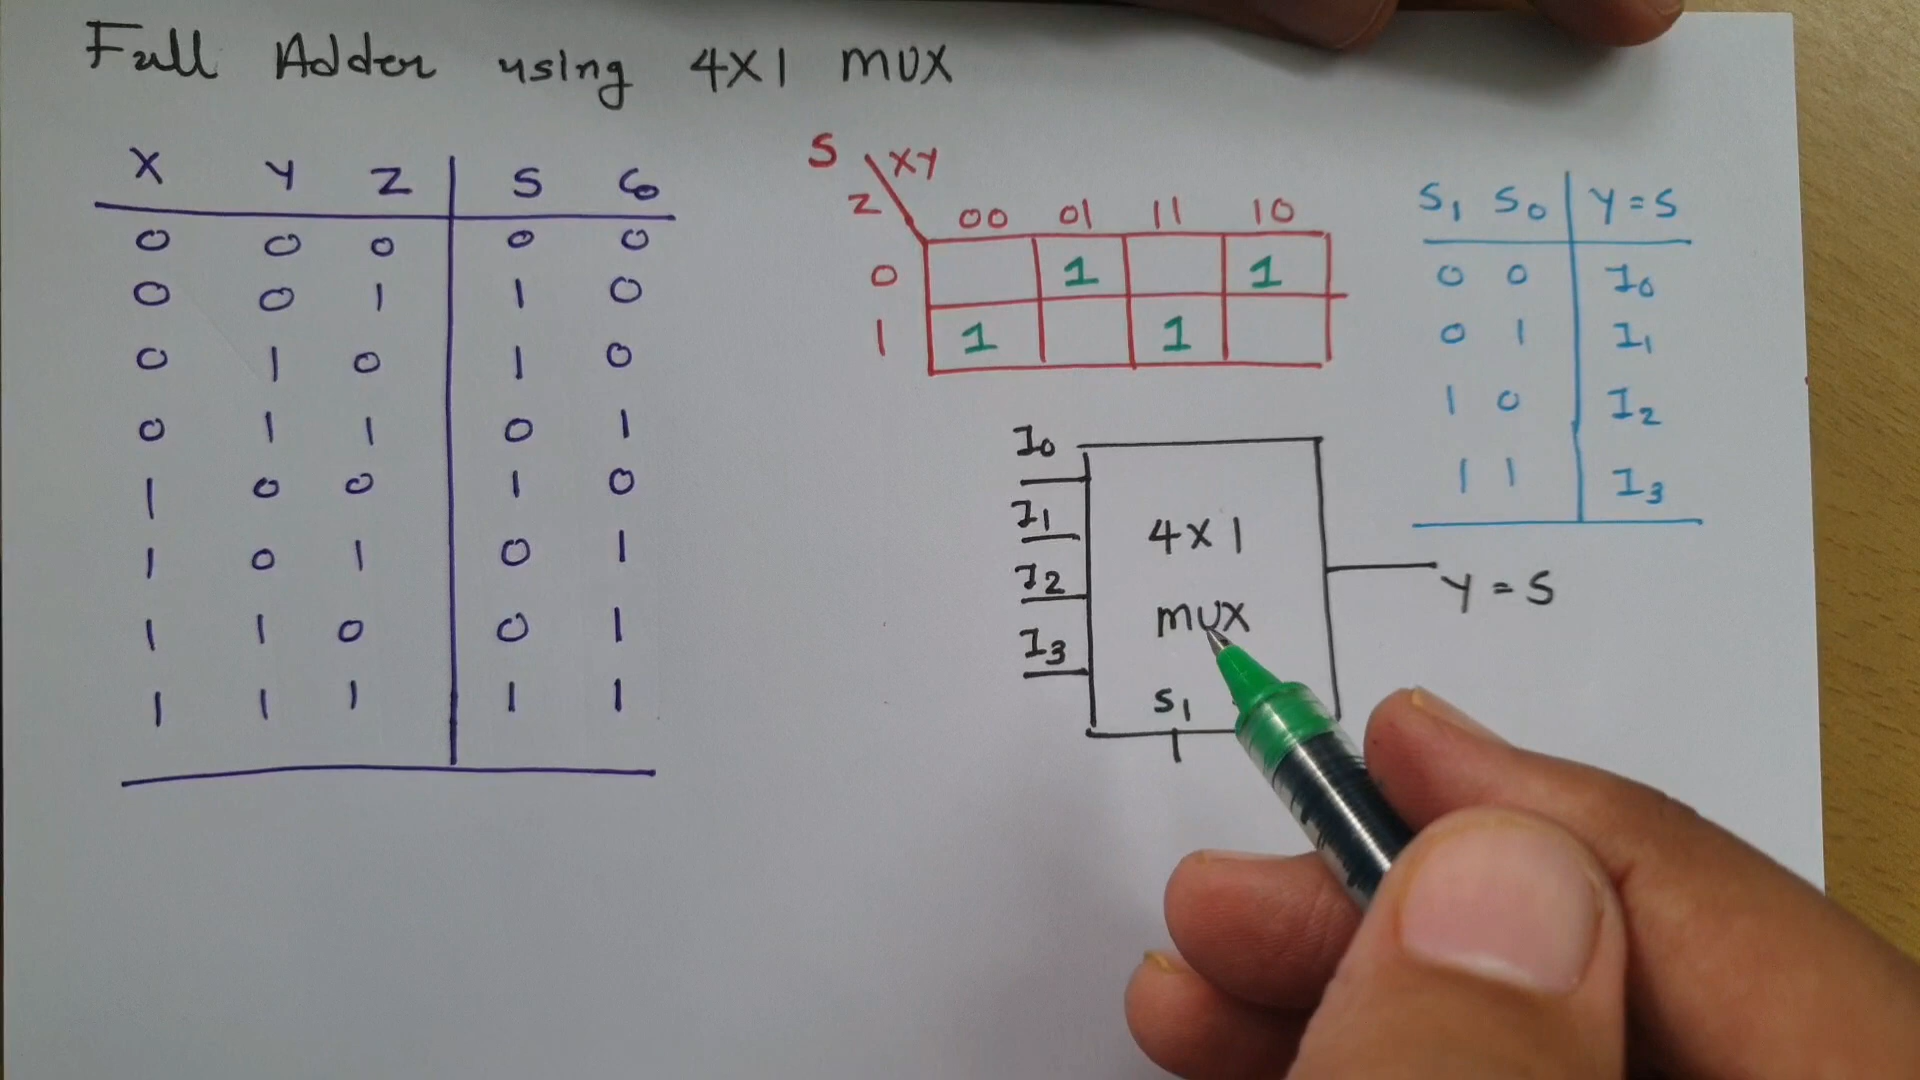 Full Adder using 4X1 MUX
X Y Z S Co
0 0 0 0 0
0 0 1 1 0
0 1 0 1 0
0 1 1 0 1
1 0 0 1 0
1 0 1 0 1
1 1 0 0 1
1 1 1 1 1
S XY
Z 00 01 11 10
0 1 1
1 1 1
S1 S0 Y=S
0 0 I0
0 1 I1
1 0 I2
1 1 I3
I0
I1
I2
I3
4X1
MUX
S1
Y=S